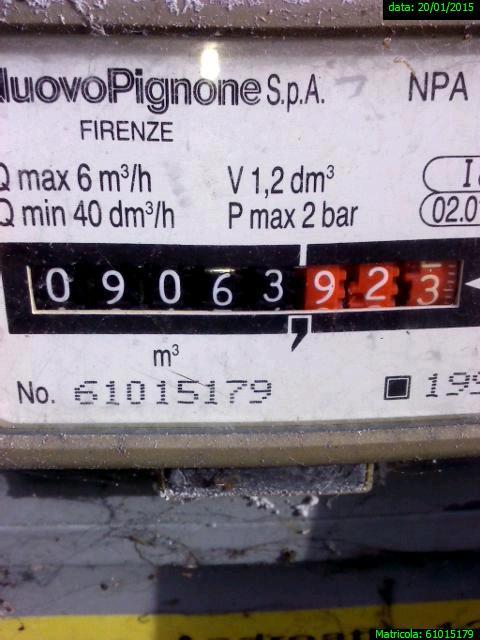 data: 20/01/2015
NuovoPignone S.p.A. NPA
FIRENZE
Q max 6 m³/h V 1,2 dm³
Q min 40 dm³/h P max 2 bar
02.0
09063923
,
m³
No. 61015179 199
Matricola: 61015179